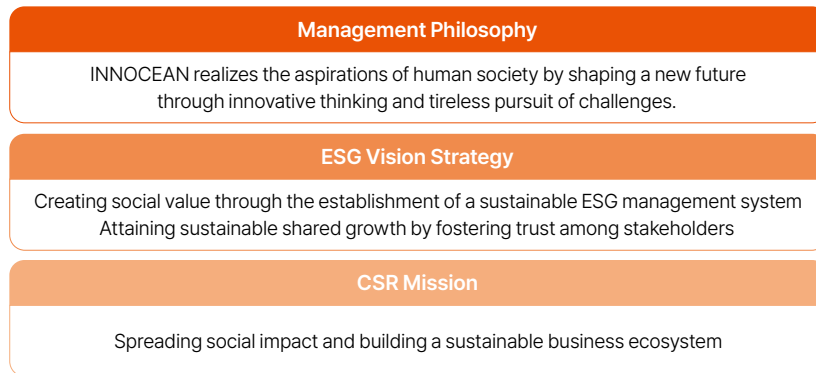 Management Philosophy
INNOCEAN realizes the aspirations of human society by shaping a new future
through innovative thinking and tireless pursuit of challenges.
ESG Vision Strategy
Creating social value through the establishment of a sustainable ESG management system
Attaining sustainable shared growth by fostering trust among stakeholders
CSR Mission
Spreading social impact and building a sustainable business ecosystem